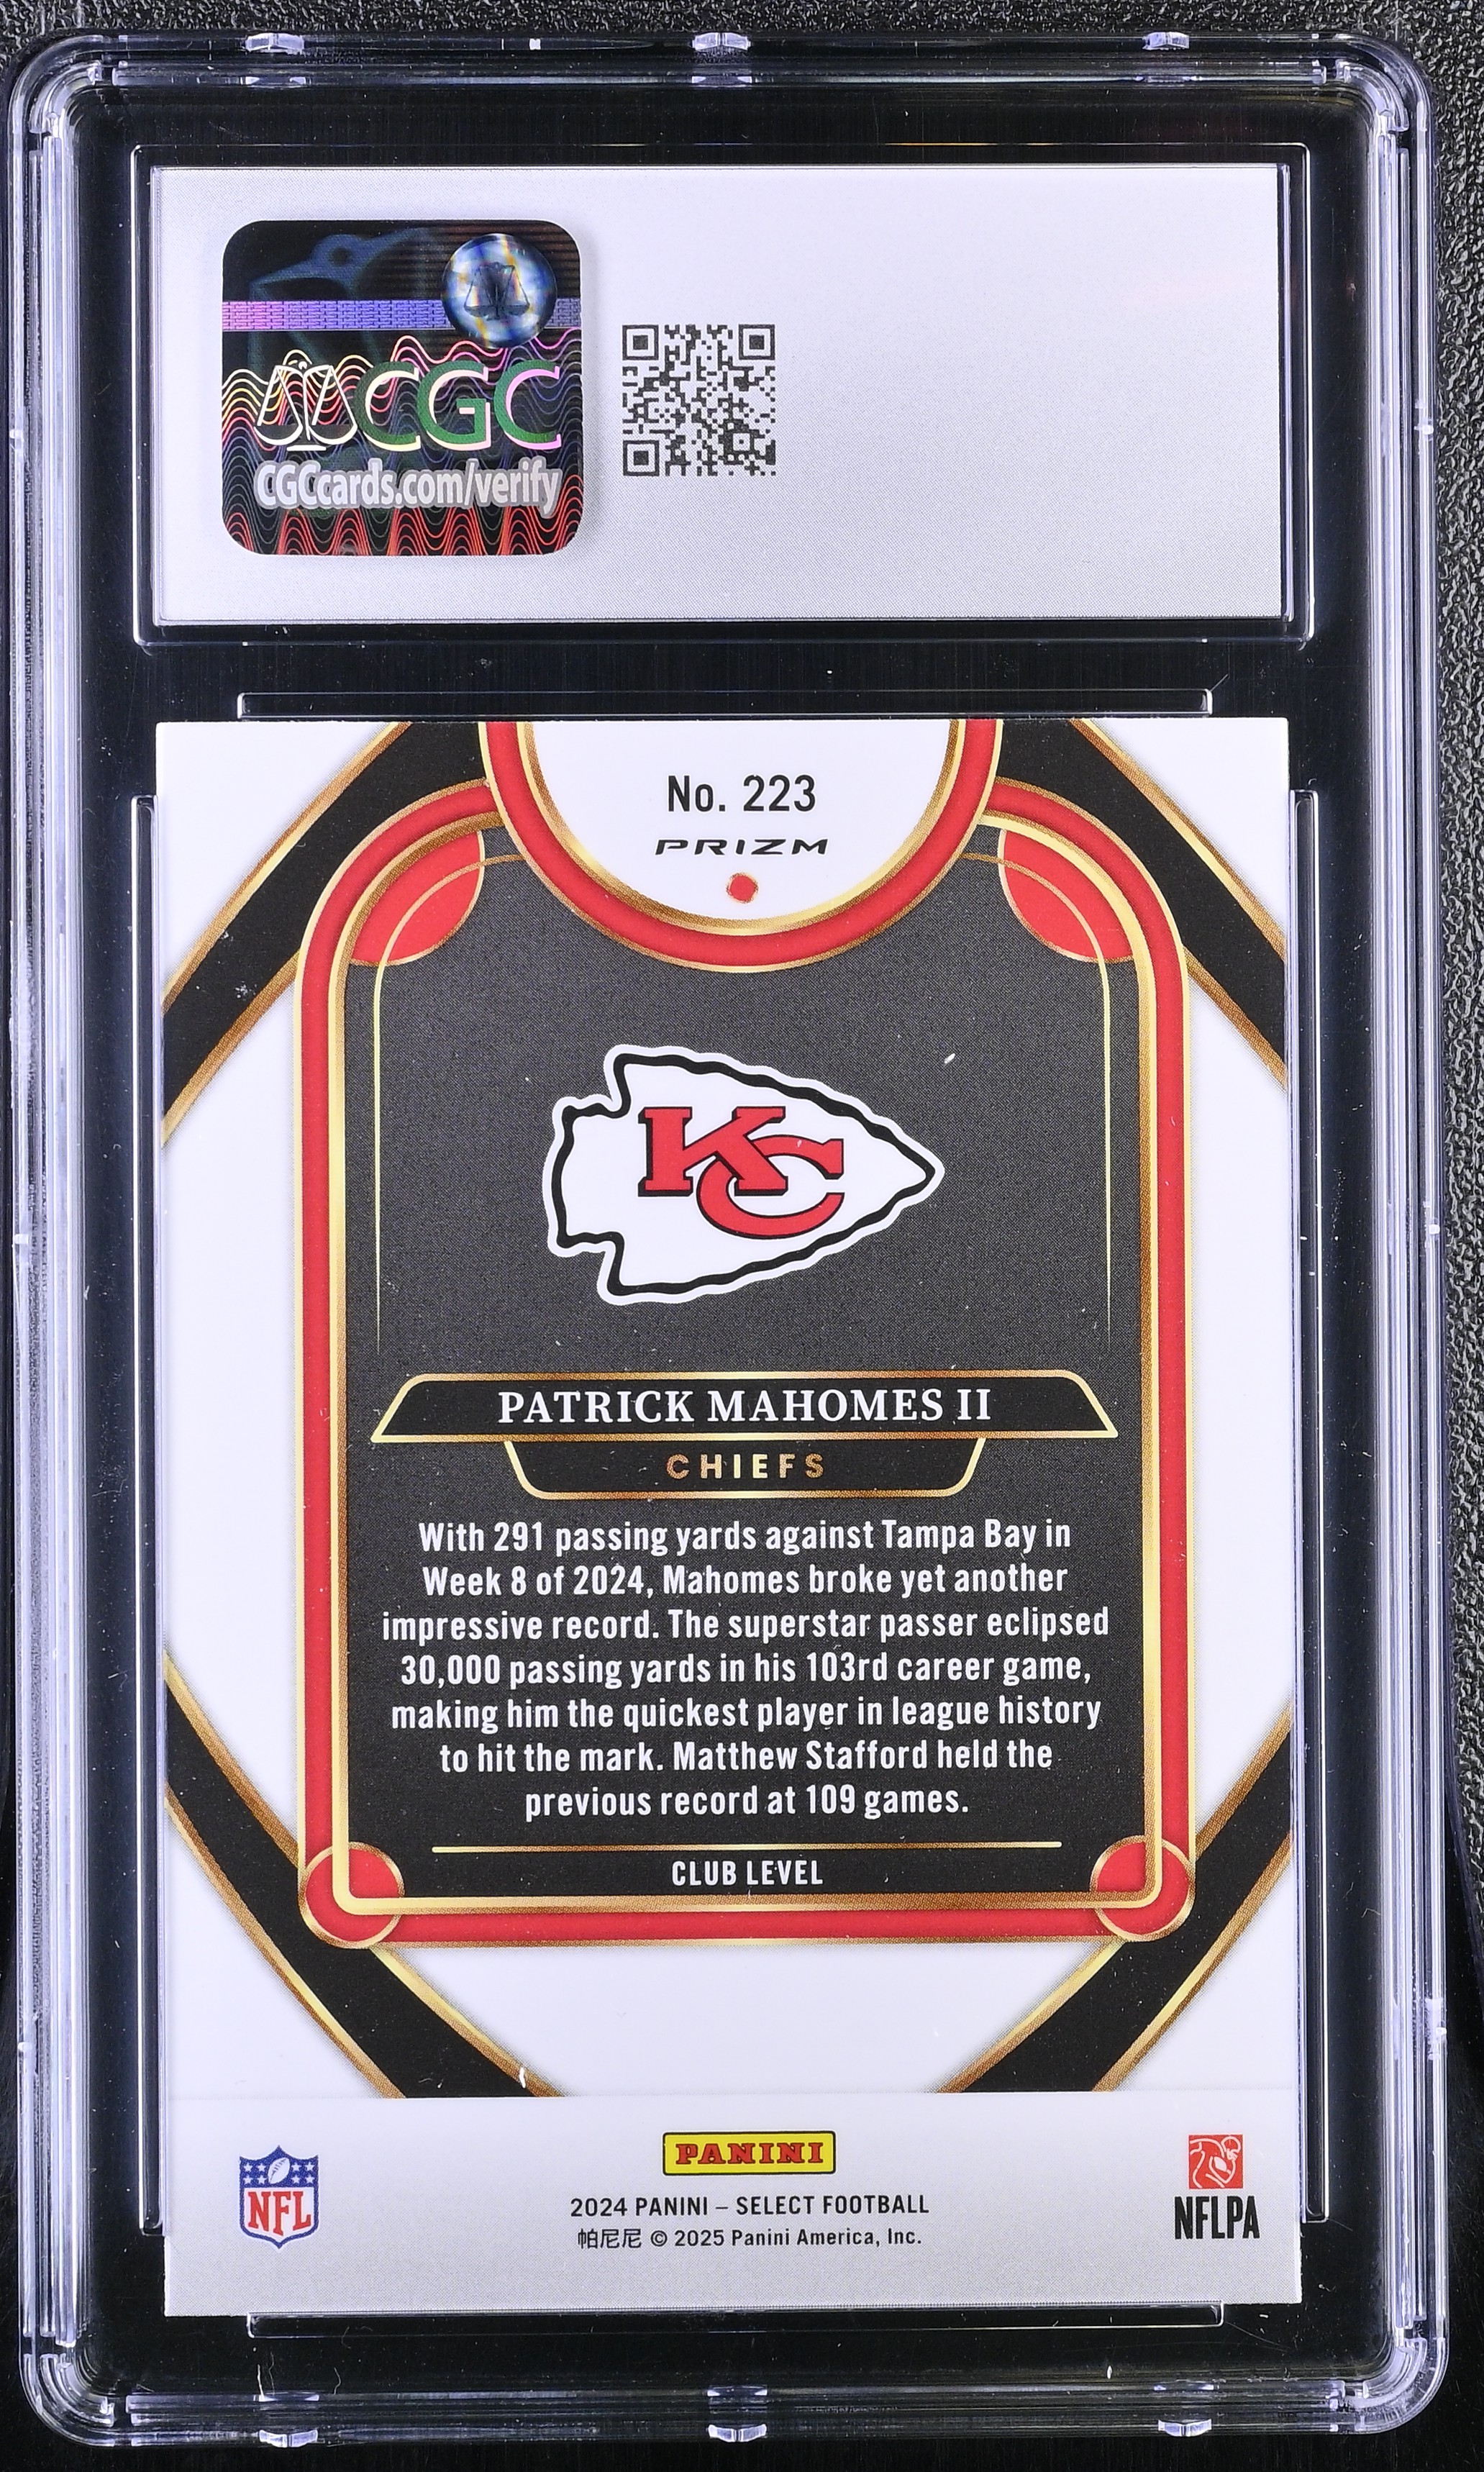 CGC
CGCcards.com/verify
No. 223
PRIZM
KC
PATRICK MAHOMES II
CHIEFS
With 291 passing yards against Tampa Bay in
Week 8 of 2024, Mahomes broke yet another
impressive record. The superstar passer eclipsed
30,000 passing yards in his 103rd career game,
making him the quickest player in league history
to hit the mark. Matthew Stafford held the
previous record at 109 games.
CLUB LEVEL
NFL
PANINI
2024 PANINI – SELECT FOOTBALL
帕尼尼 © 2025 Panini America, Inc.
NFLPA